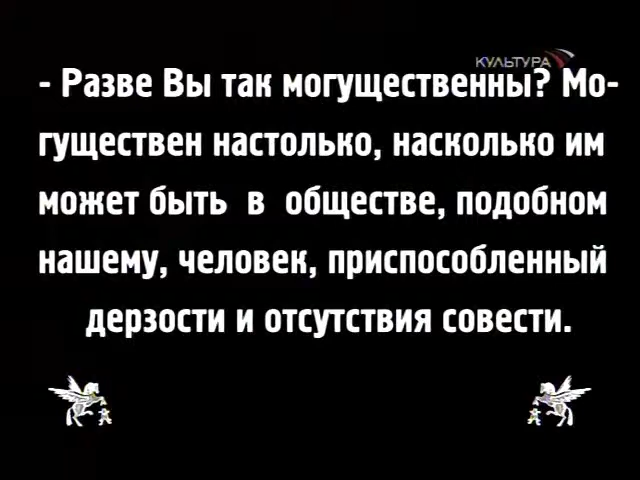 КУЛЬТУРА
- Разве Вы так могущественны? Мо-
гуществен настолько, насколько им
может быть в обществе, подобном
нашему, человек, приспособленный
дерзости и отсутствия совести.